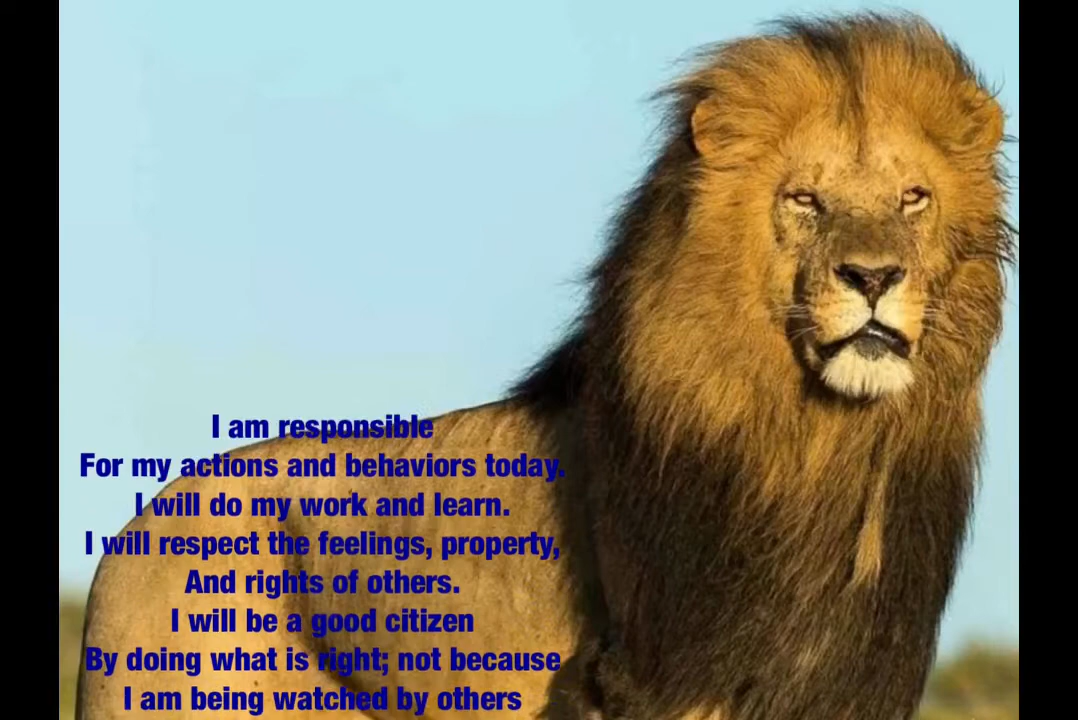 I am responsible
For my actions and behaviors today.
I will do my work and learn.
I will respect the feelings, property,
And rights of others.
I will be a good citizen
By doing what is right; not because
I am being watched by others